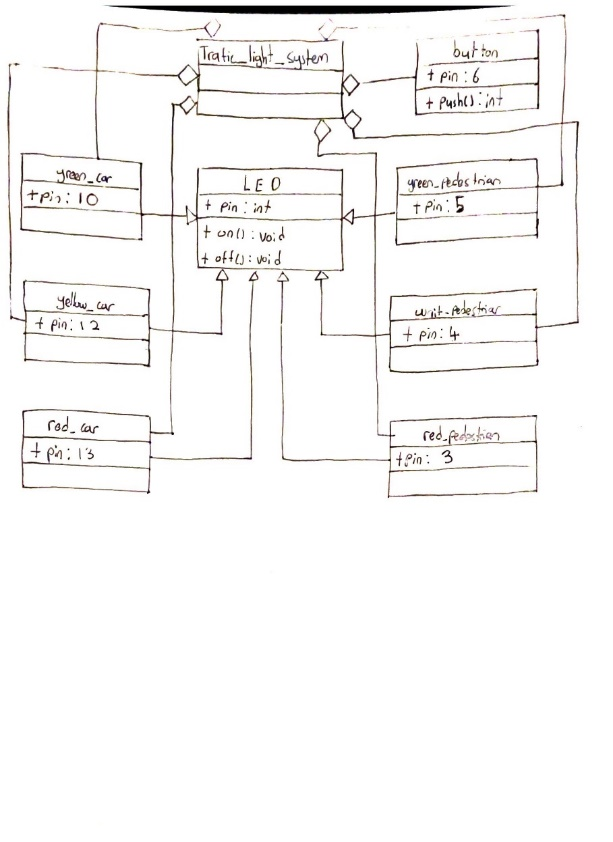 Trafic_light_system
button
+ pin : 6
+ push() : int
green_car
+ pin : 10
LED
+ pin : int
+ on() : void
+ off() : void
green_pedestrian
+ pin : 5
yellow_car
+ pin : 12
wait_pedestrian
+ pin : 4
red_car
+ pin : 13
red_pedestrian
+ pin : 3